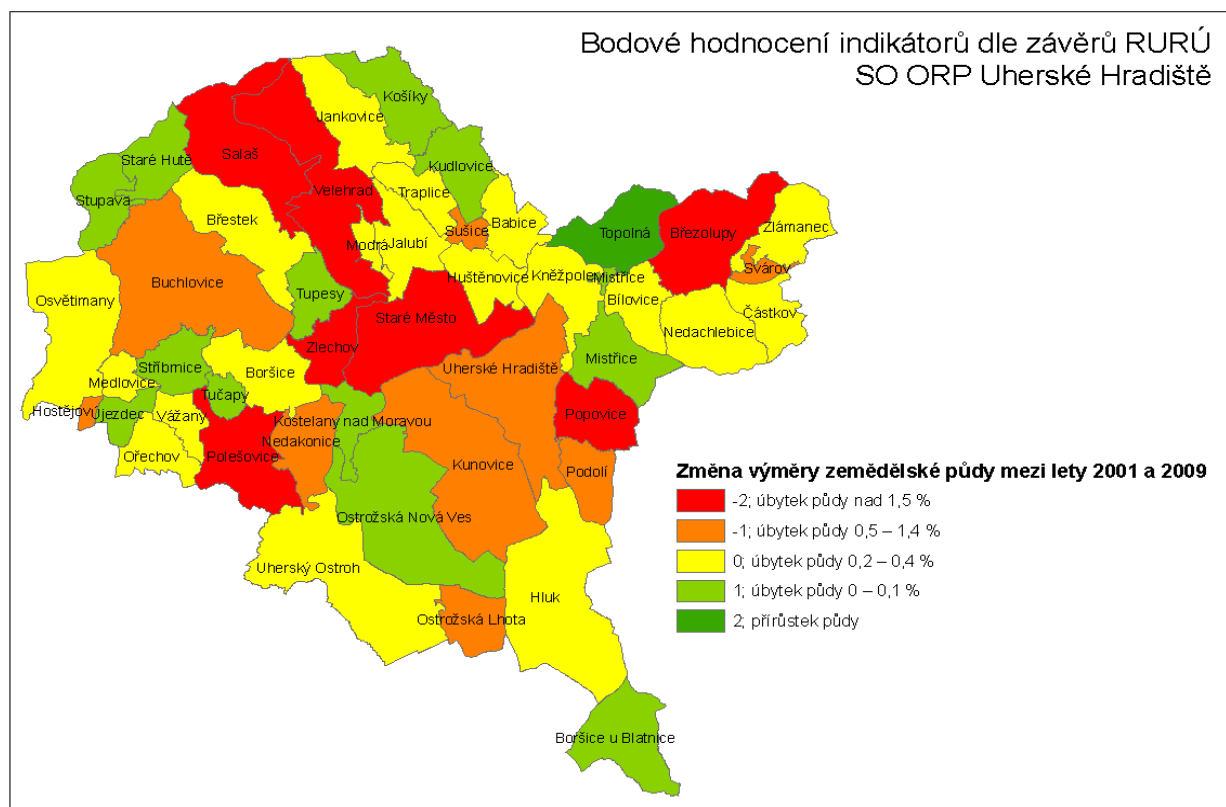 Bodové hodnocení indikátorů dle závěrů RURÚ
SO ORP Uherské Hradiště
Košíky
Jankovice
Salaš
Staré Hutě
Kudlovice
Stupava
Velehrad
Traplice
Břestek
Babice
Sušice
Topolná
Březolupy
Zlámanec
Modrá
Jalubí
Svárov
Buchlovice
Huštěnovice
Kněžpole
Mistřice
Osvětimany
Tupesy
Bílovice
Částkov
Staré Město
Nedachlebice
Zlechov
Mistřice
Stříbrnice
Boršice
Uherské Hradiště
Medlovice
Tučapy
Hostějov
Újezdec
Vážany
Popovice
Kostelany nad Moravou
Nedakonice
Ořechov
Polešovice
Kunovice
Podolí
Ostrožská Nová Ves
Uherský Ostroh
Hluk
Ostrožská Lhota
Boršice u Blatnice
Změna výměry zemědělské půdy mezi lety 2001 a 2009
-2; úbytek půdy nad 1,5 %
-1; úbytek půdy 0,5 – 1,4 %
0; úbytek půdy 0,2 – 0,4 %
1; úbytek půdy 0 – 0,1 %
2; přírůstek půdy